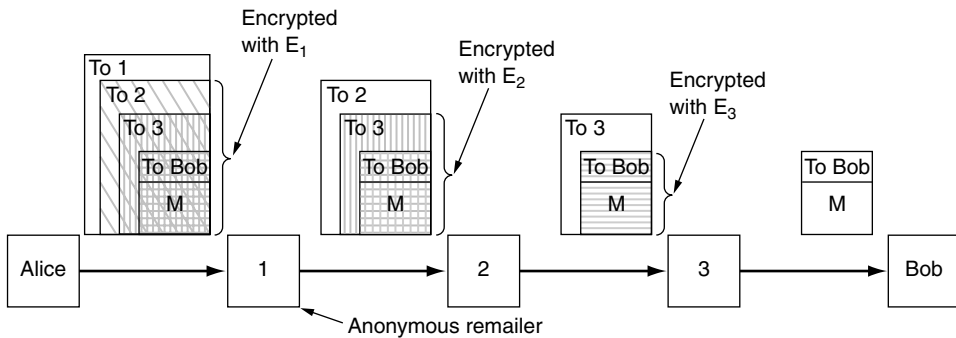 Encrypted
with E1
Encrypted
with E2
Encrypted
with E3
To 1
To 2
To 3
To Bob
M
To 2
To 3
To Bob
M
To 3
To Bob
M
To Bob
M
Alice
1
2
3
Bob
Anonymous remailer